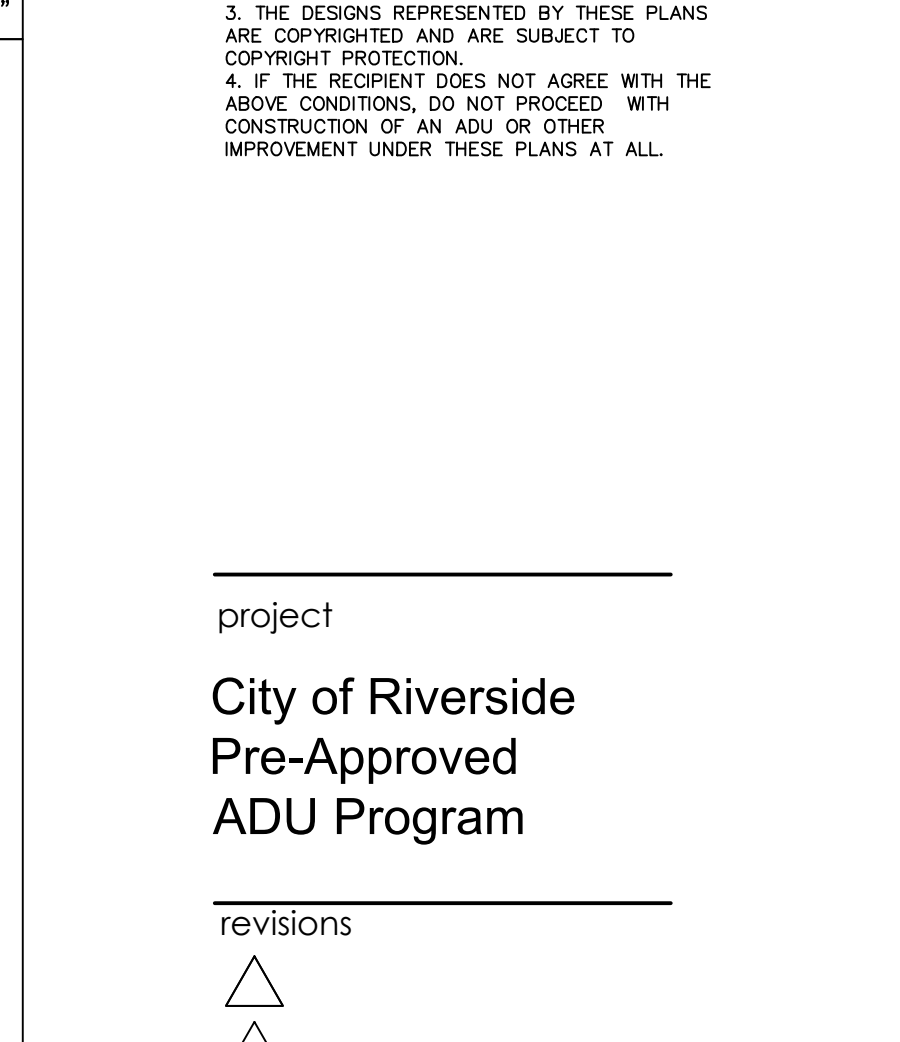 ”
3. THE DESIGNS REPRESENTED BY THESE PLANS
ARE COPYRIGHTED AND ARE SUBJECT TO
COPYRIGHT PROTECTION.
4. IF THE RECIPIENT DOES NOT AGREE WITH THE
ABOVE CONDITIONS, DO NOT PROCEED WITH
CONSTRUCTION OF AN ADU OR OTHER
IMPROVEMENT UNDER THESE PLANS AT ALL.
project
City of Riverside
Pre-Approved
ADU Program
revisions